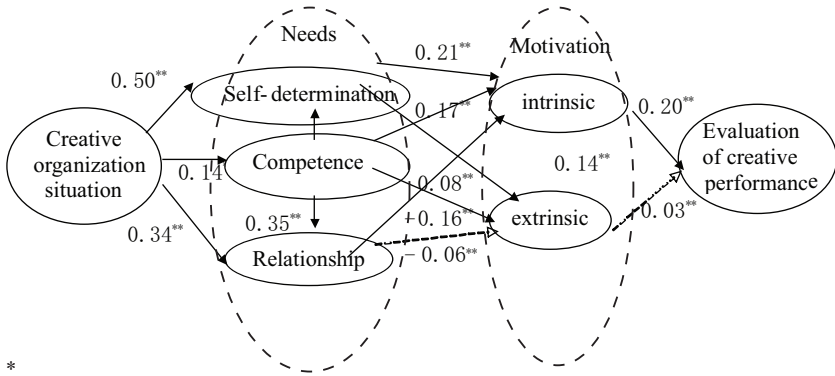 Needs
Motivation
0.50**
0.21**
Self-determination
intrinsic
0.17**
0.20**
Creative
organization
situation
0.14
Competence
Evaluation
of creative
performance
0.14**
0.08**
0.34**
0.35**
+0.16**
extrinsic
0.03**
Relationship
-0.06**
*